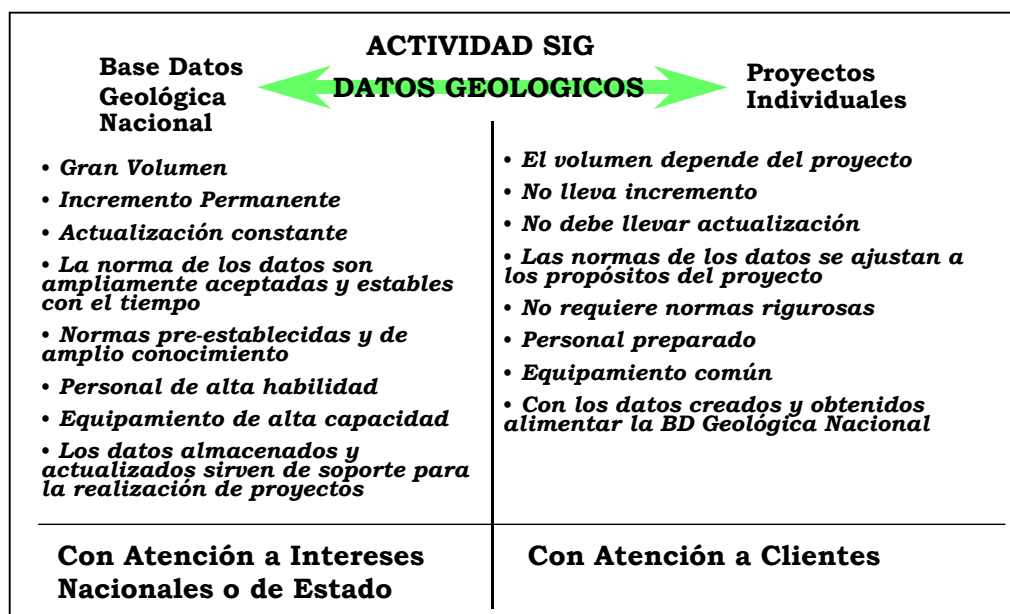 ACTIVIDAD SIG
DATOS GEOLOGICOS
Base Datos
Geológica
Nacional
Proyectos
Individuales
• Gran Volumen
• Incremento Permanente
• Actualización constante
• La norma de los datos son
ampliamente aceptadas y estables
con el tiempo
• Normas pre-establecidas y de
amplio conocimiento
• Personal de alta habilidad
• Equipamiento de alta capacidad
• Los datos almacenados y
actualizados sirven de soporte para
la realización de proyectos
• El volumen depende del proyecto
• No lleva incremento
• No debe llevar actualización
• Las normas de los datos se ajustan a
los propósitos del proyecto
• No requiere normas rigurosas
• Personal preparado
• Equipamiento común
• Con los datos creados y obtenidos
alimentar la BD Geológica Nacional
Con Atención a Intereses
Nacionales o de Estado
Con Atención a Clientes